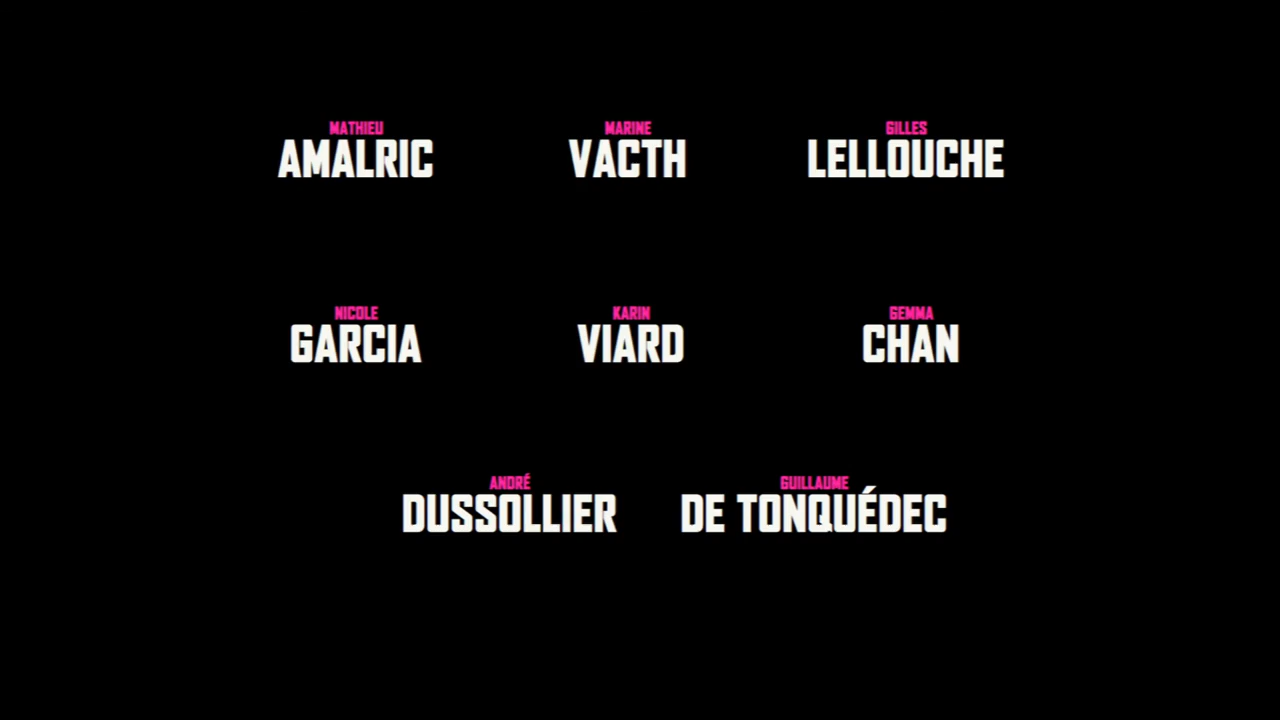 MATHIEU MARINE GILLES
AMALRIC VACTH LELLOUCHE
NICOLE KARIN GEMMA
GARCIA VIARD CHAN
ANDRÉ GUILLAUME
DUSSOLLIER DE TONQUÉDEC